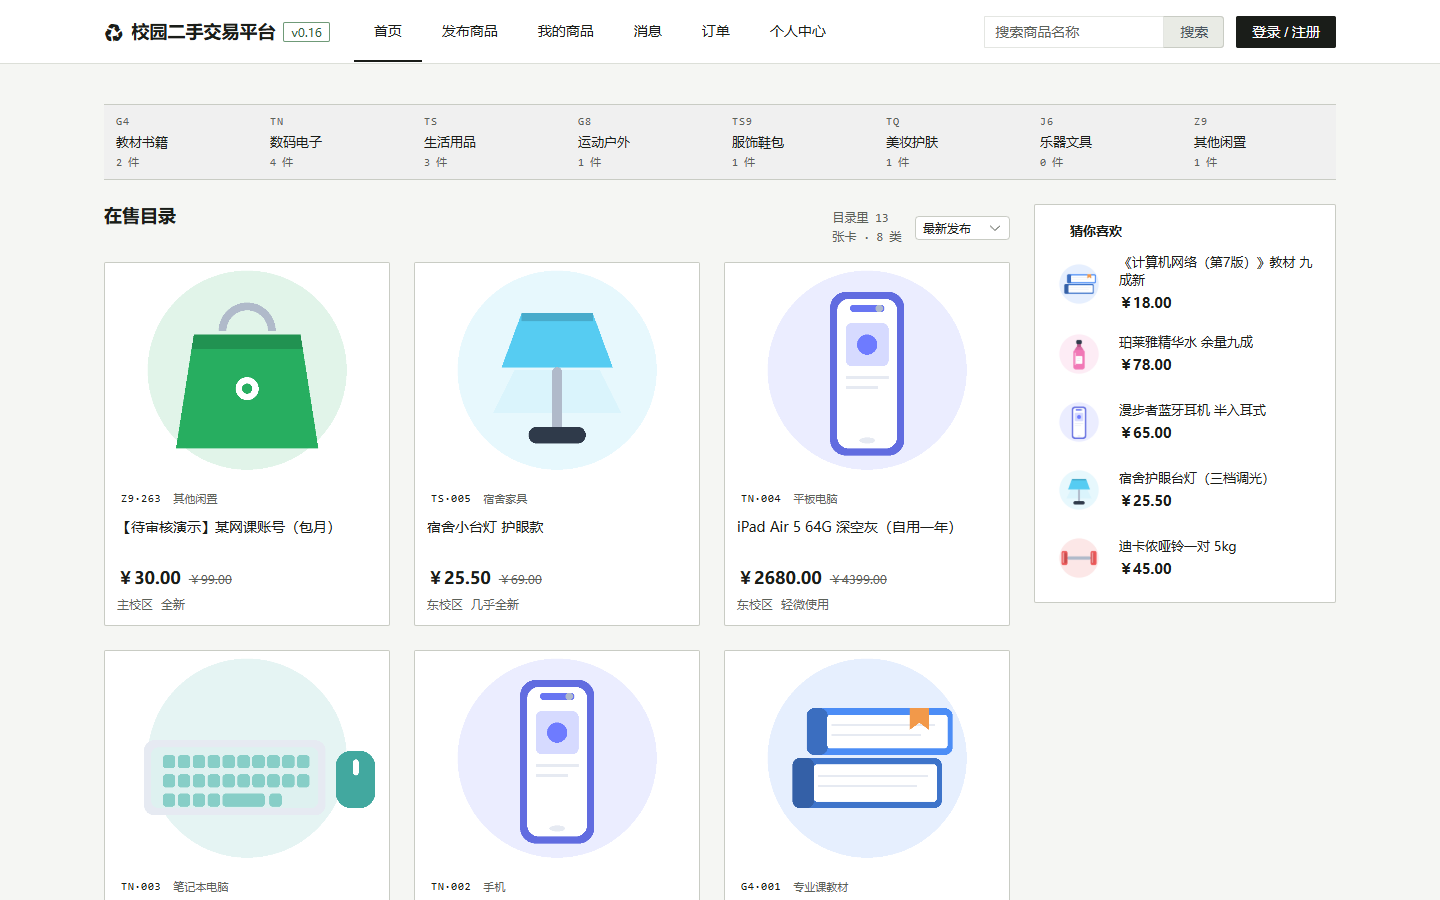 ♻ 校园二手交易平台 v0.16 首页 发布商品 我的商品 消息 订单 个人中心 搜索商品名称 搜索 登录 / 注册
G4 TN TS G8 TS9 TQ J6 Z9
教材书籍 数码电子 生活用品 运动户外 服饰鞋包 美妆护肤 乐器文具 其他闲置
2 件 4 件 3 件 1 件 1 件 1 件 0 件 1 件
在售目录
目录里 13
张卡 · 8 类
最新发布
Z9·263 其他闲置
【待审核演示】某网课账号（包月）
¥30.00 ¥99.00
主校区 全新
TS·005 宿舍家具
宿舍小台灯 护眼款
¥25.50 ¥69.00
东校区 几乎全新
TN·004 平板电脑
iPad Air 5 64G 深空灰（自用一年）
¥2680.00 ¥4399.00
东校区 轻微使用
TN·003 笔记本电脑
TN·002 手机
G4·001 专业课教材
猜你喜欢
《计算机网络（第7版）》教材 九
成新
¥18.00
珀莱雅精华水 余量九成
¥78.00
漫步者蓝牙耳机 半入耳式
¥65.00
宿舍护眼台灯（三档调光）
¥25.50
迪卡侬哑铃一对 5kg
¥45.00